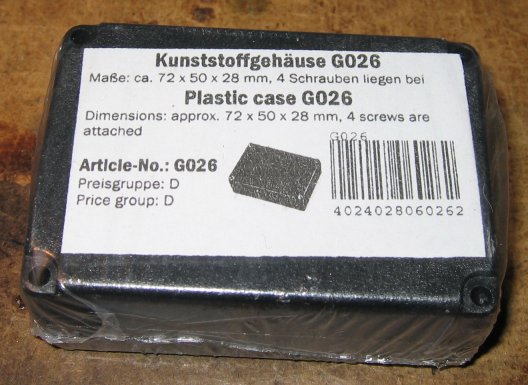 Kunststoffgehäuse G026
Maße: ca. 72 x 50 x 28 mm, 4 Schrauben liegen bei
Plastic case G026
Dimensions: approx. 72 x 50 x 28 mm, 4 screws are
attached
G026
Article-No.: G026
Preisgruppe: D
Price group: D
4024028060262